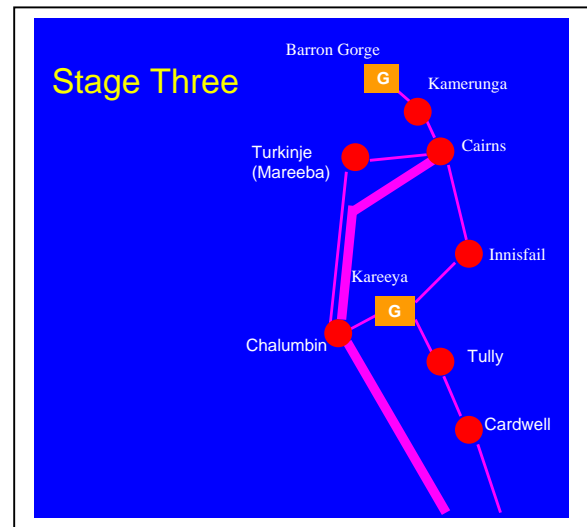 Barron Gorge
Stage Three
G
Kamerunga
Turkinje
(Mareeba)
Cairns
Innisfail
Kareeya
G
Chalumbin
Tully
Cardwell